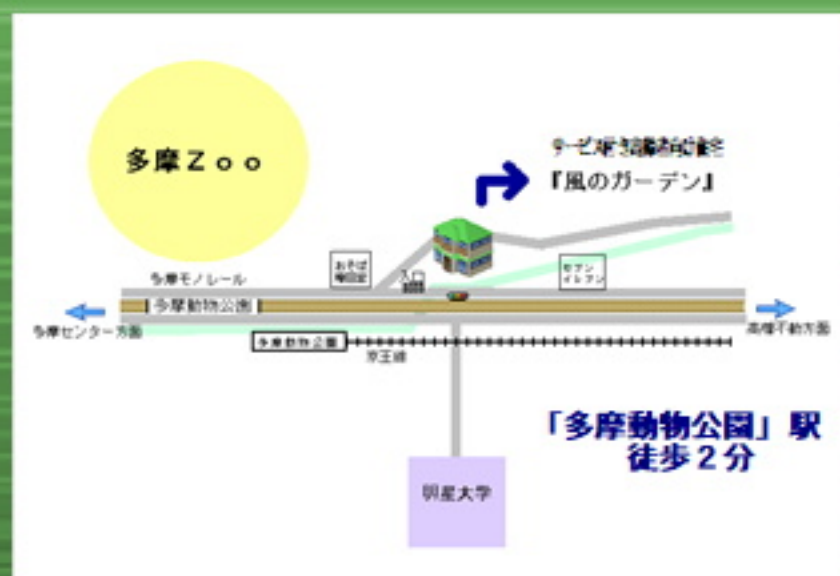 多摩Ｚｏｏ
『風のガーデン』
多摩モノレール
入口
セブン
イレブン
多摩動物公園
多摩センター方面
高幡不動方面
多摩動物公園
京王線
「多摩動物公園」駅
徒歩２分
明星大学